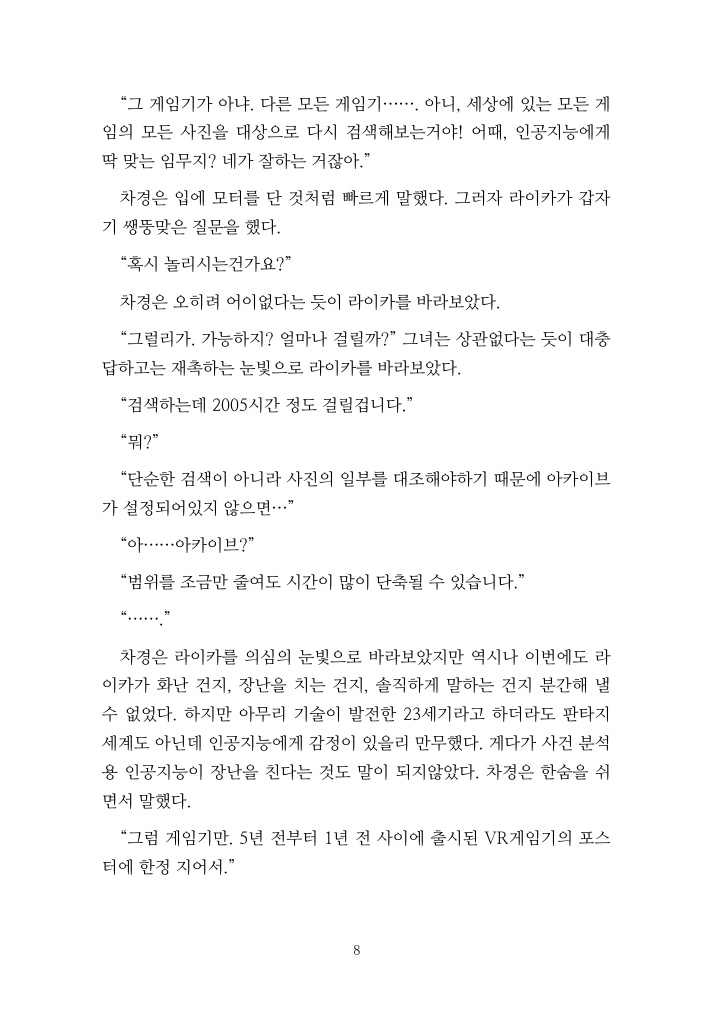 “그 게임기가 아냐. 다른 모든 게임기……. 아니, 세상에 있는 모든 게
임의 모든 사진을 대상으로 다시 검색해보는거야! 어때, 인공지능에게
딱 맞는 임무지? 네가 잘하는 거잖아.”
차경은 입에 모터를 단 것처럼 빠르게 말했다. 그러자 라이카가 갑자
기 쌩뚱맞은 질문을 했다.
“혹시 놀리시는건가요?”
차경은 오히려 어이없다는 듯이 라이카를 바라보았다.
“그럴리가. 가능하지? 얼마나 걸릴까?” 그녀는 상관없다는 듯이 대충
답하고는 재촉하는 눈빛으로 라이카를 바라보았다.
“검색하는데 2005시간 정도 걸릴겁니다.”
“뭐?”
“단순한 검색이 아니라 사진의 일부를 대조해야하기 때문에 아카이브
가 설정되어있지 않으면…”
“아……아카이브?”
“범위를 조금만 줄여도 시간이 많이 단축될 수 있습니다.”
“…….”
차경은 라이카를 의심의 눈빛으로 바라보았지만 역시나 이번에도 라
이카가 화난 건지, 장난을 치는 건지, 솔직하게 말하는 건지 분간해 낼
수 없었다. 하지만 아무리 기술이 발전한 23세기라고 하더라도 판타지
세계도 아닌데 인공지능에게 감정이 있을리 만무했다. 게다가 사건 분석
용 인공지능이 장난을 친다는 것도 말이 되지않았다. 차경은 한숨을 쉬
면서 말했다.
“그럼 게임기만. 5년 전부터 1년 전 사이에 출시된 VR게임기의 포스
터에 한정 지어서.”
8